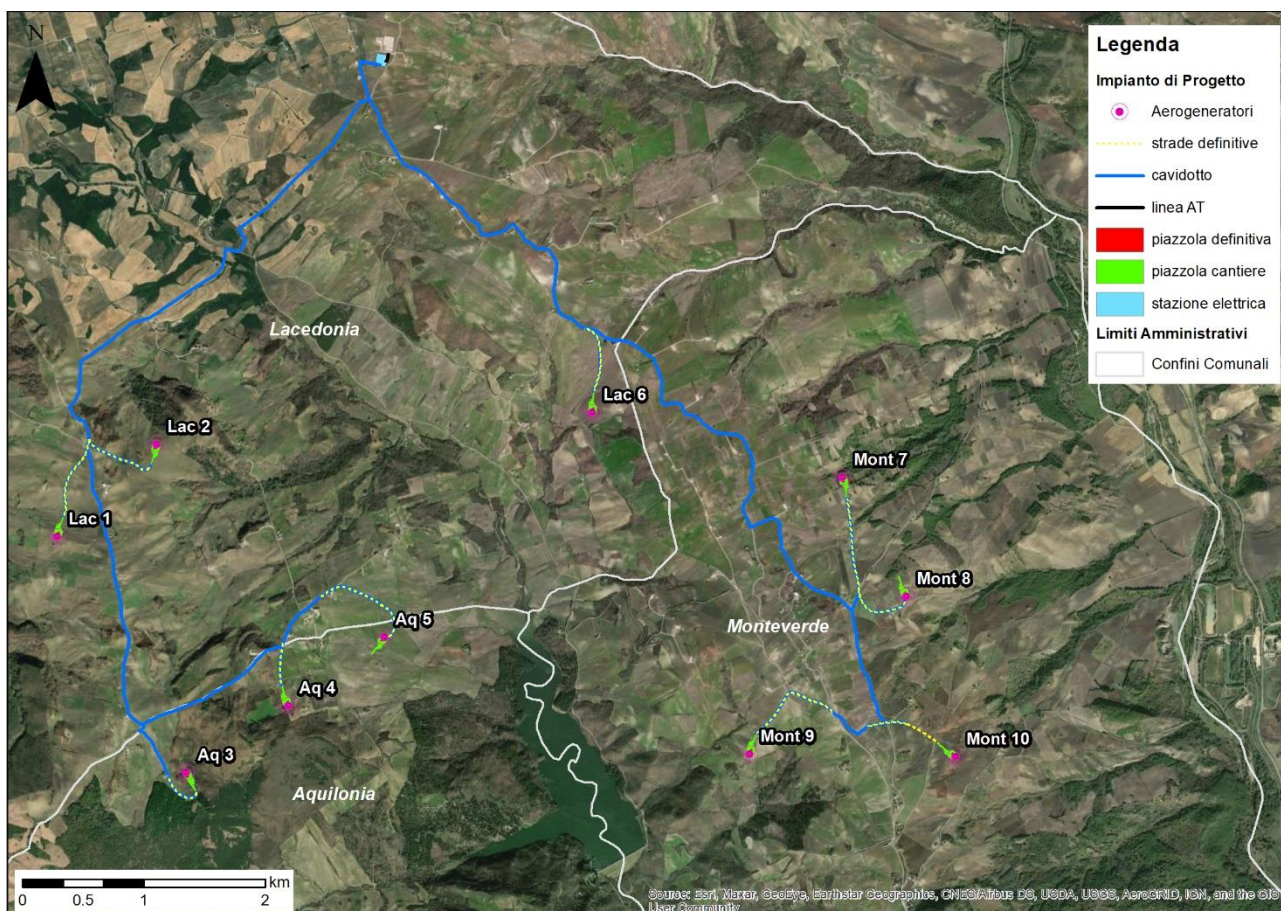 N
Legenda
Impianto di Progetto
Aerogeneratori
strade definitive
cavidotto
linea AT
piazzola definitiva
piazzola cantiere
stazione elettrica
Limiti Amministrativi
Confini Comunali
Lacedonia
Lac 6
Lac 2
Mont 7
Lac 1
Mont 8
Aq 5
Monteverde
Aq 4
Mont 9
Mont 10
Aq 3
Aquilonia
km
0 0.5 1 2
Source: Esri, Maxar, GeoEye, Earthstar Geographics, CNES/Airbus DS, USDA, USGS, AeroGRID, IGN, and the GIS
User Community